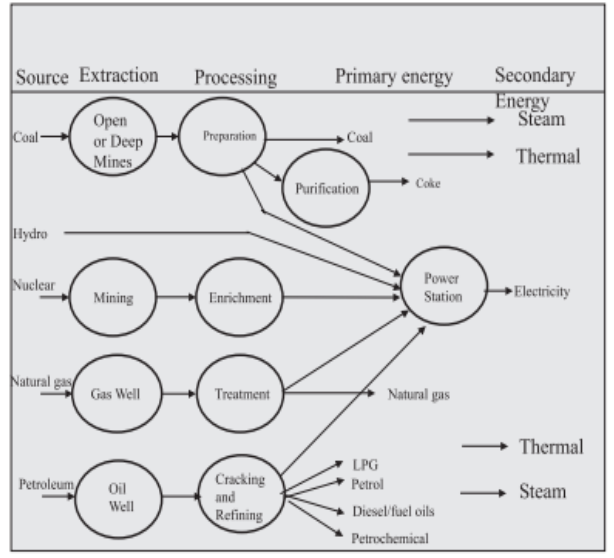 Source Extraction Processing Primary energy Secondary
Energy
Coal
Open
or Deep
Mines
Preparation
Coal
Steam
Thermal
Purification
Coke
Hydro
Nuclear
Mining
Enrichment
Power
Station
Electricity
Natural gas
Gas Well
Treatment
Natural gas
Thermal
Petroleum
Oil
Well
Cracking
and
Refining
LPG
Petrol
Diesel/fuel oils
Petrochemical
Steam